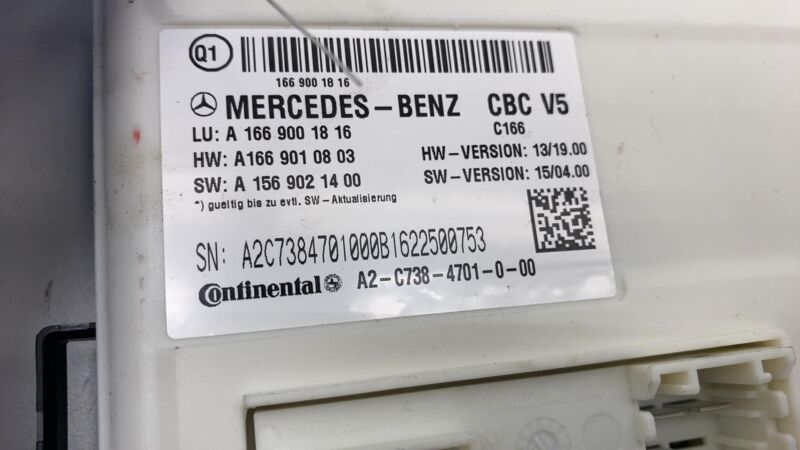 Q1
166 900 18 16
MERCEDES-BENZ CBC V5
C166
LU: A 166 900 18 16
HW: A166 901 08 03 HW-VERSION: 13/19.00
SW: A 156 902 14 00 SW-VERSION: 15/04.00
*) gueltig bis zu evtl. SW-Aktualisierung
SN: A2C7384701000B1622500753
Continental A2-C738-4701-0-00